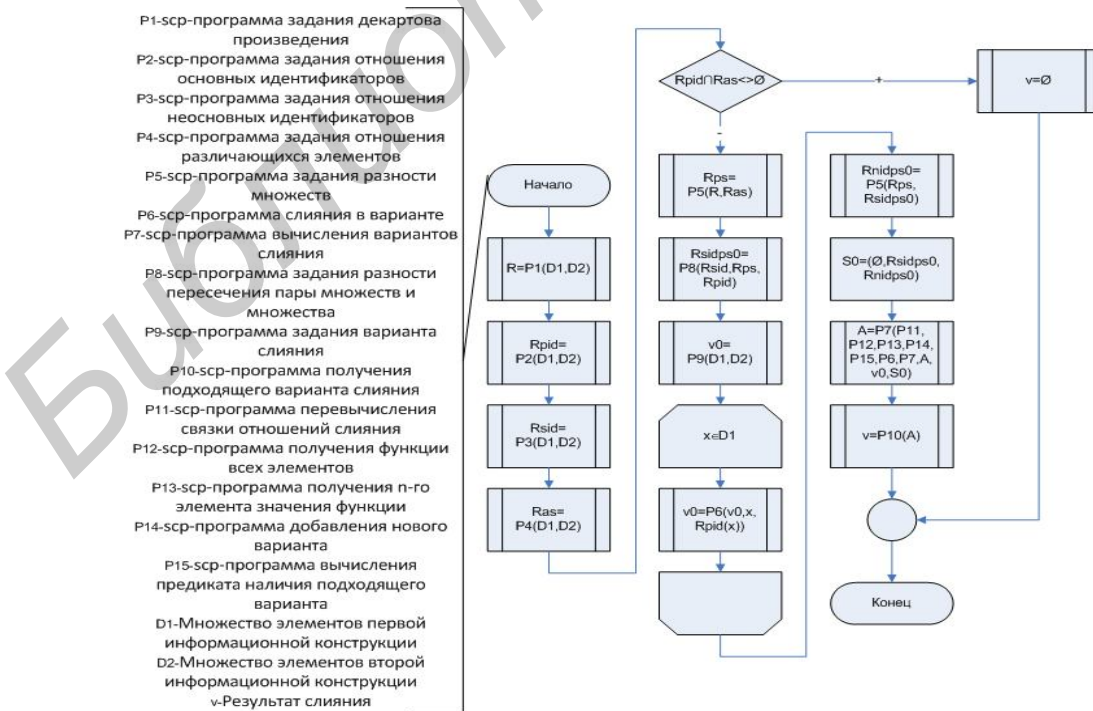 P1-scp-программа задания декартова
произведения
P2-scp-программа задания отношения
основных идентификаторов
P3-scp-программа задания отношения
неосновных идентификаторов
P4-scp-программа задания отношения
различающихся элементов
P5-scp-программа задания разности
множеств
P6-scp-программа слияния в варианте
P7-scp-программа вычисления вариантов
слияния
P8-scp-программа задания разности
пересечения пары множеств и
множества
P9-scp-программа задания варианта
слияния
P10-scp-программа получения
подходящего варианта слияния
P11-scp-программа перевычисления
связки отношений слияния
P12-scp-программа получения функции
всех элементов
P13-scp-программа получения n-го
элемента значения функции
P14-scp-программа добавления нового
варианта
P15-scp-программа вычисления
предиката наличия подходящего
варианта
D1-Множество элементов первой
информационной конструкции
D2-Множество элементов второй
информационной конструкции
v-Результат слияния
Начало
R=P1(D1,D2)
Rpid=
P2(D1,D2)
Rsid=
P3(D1,D2)
Ras=
P4(D1,D2)
Rpid∩Ras<>Ø
+
-
v=Ø
Rps=
P5(R,Ras)
Rsidps0=
P8(Rsid,Rps,
Rpid)
v0=
P9(D1,D2)
x∈D1
v0=P6(v0,x,
Rpid(x))
Rnidps0=
P5(Rps,
Rsidps0)
S0=(Ø,Rsidps0,
Rnidps0)
A=P7(P11,
P12,P13,P14,
P15,P6,P7,A,
v0,S0)
v=P10(A)
Конец
Библиот